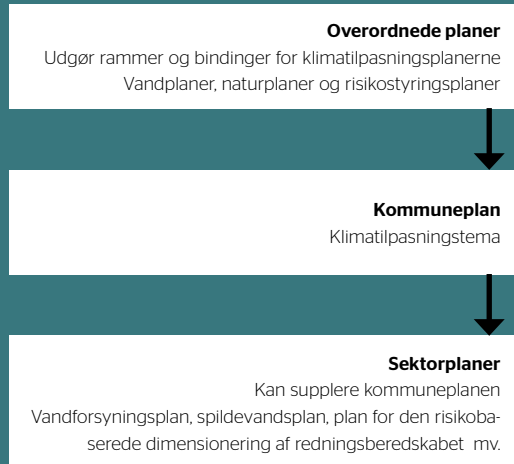 Overordnede planer
Udgør rammer og bindinger for klimatilpasningsplanerne
Vandplaner, naturplaner og risikostyringsplaner
Kommuneplan
Klimatilpasningstema
Sektorplaner
Kan supplere kommuneplanen
Vandforsyningsplan, spildevandsplan, plan for den risikoba-
serede dimensionering af redningsberedskabet mv.